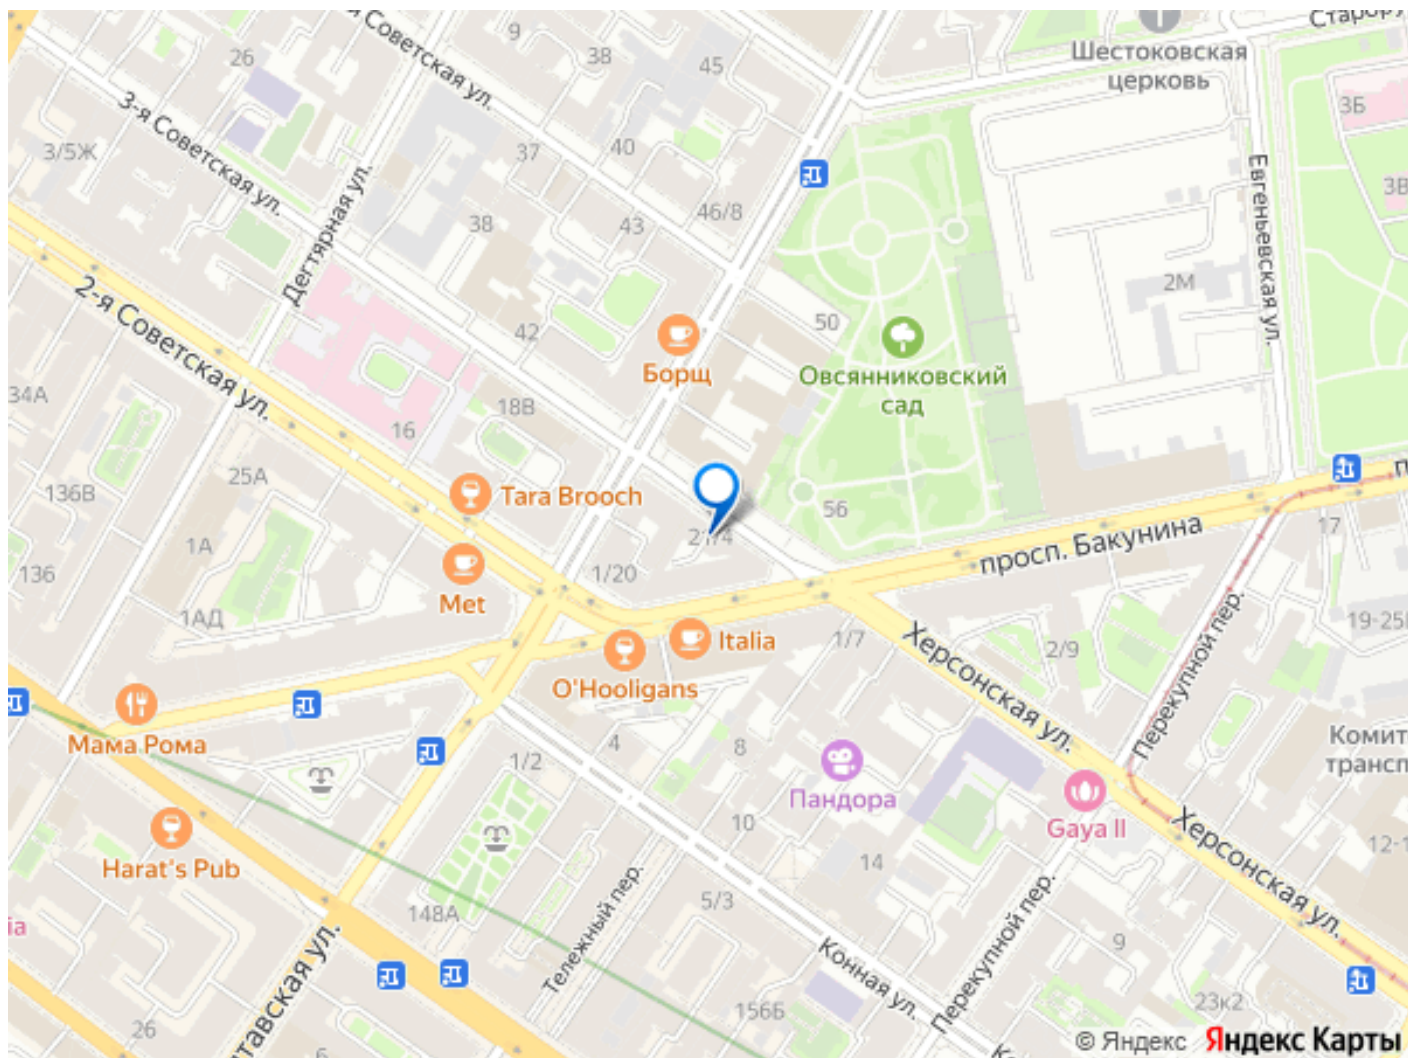 Старору
я Советская ул.
9
38
26
45
Шестоковская
церковь
3Б
3-я Советская ул.
3/5Ж
37
40
Дегтярная ул.
Евгеньевская ул.
3В
46/8
43
38
2М
2-я Советская ул.
42
50
Борщ
Овсянниковский
сад
34А
18В
16
25А
136В
Tara Brooch
56
просп. Бакунина
17
1А
136
1/20
Met
1АД
19-25
Italia
1/7
2/9
Херсонская ул.
Перекупной пер.
O'Hooligans
Мама Рома
1/2
4
8
Пандора
Комит
трансп
Gaya II
10
Херсонская ул.
Harat's Pub
14
12-1
148А
5/3
Тележный пер.
Перекупной пер.
9
ia
Конная ул.
тавская ул.
156Б
23к2
26
6
Ко
© Яндекс Яндекс Карты